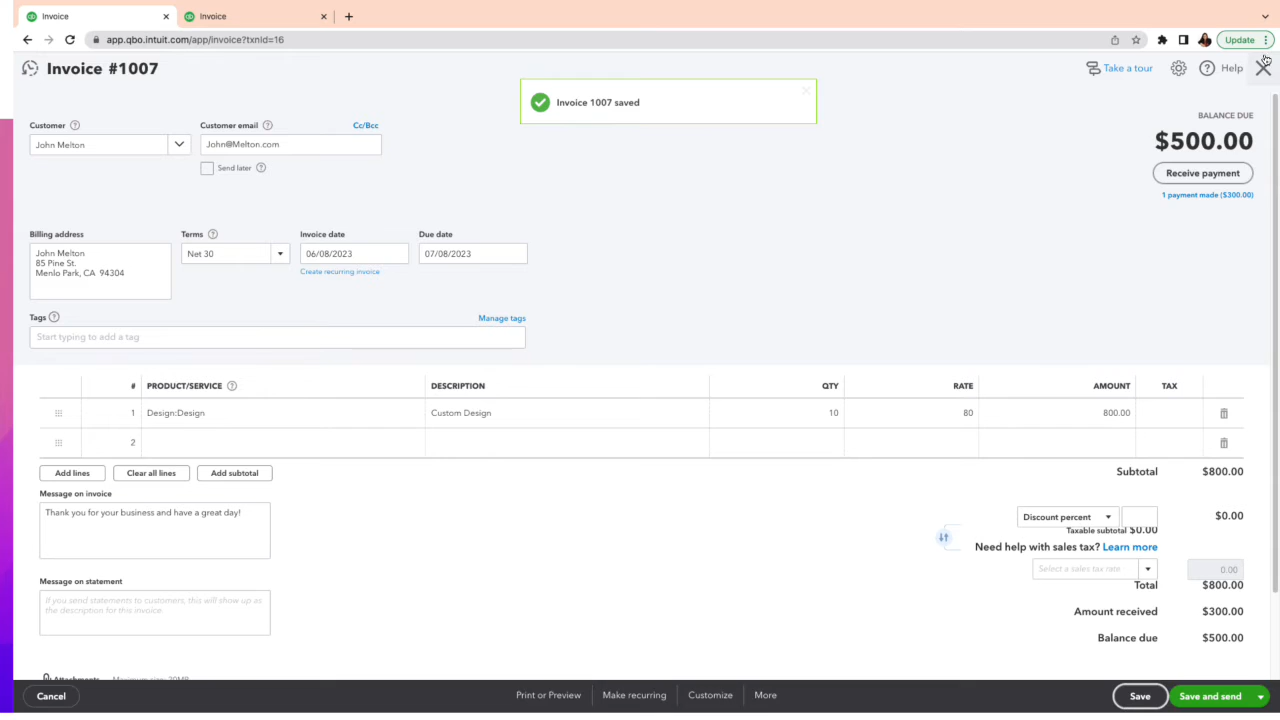 Invoice
Invoice
app.qbo.intuit.com/app/invoice?txnId=16
Update
Invoice #1007
Take a tour
Help
Invoice 1007 saved
BALANCE DUE
$500.00
Receive payment
1 payment made ($300.00)
Customer
Customer email
Cc/Bcc
John Melton
John@Melton.com
Send later
Billing address
Terms
Invoice date
Due date
John Melton
85 Pine St.
Menlo Park, CA 94304
Net 30
06/08/2023
07/08/2023
Create recurring invoice
Tags
Manage tags
Start typing to add a tag
# PRODUCT/SERVICE DESCRIPTION QTY RATE AMOUNT TAX
1 Design:Design Custom Design 10 80 800.00
2
Add lines
Clear all lines
Add subtotal
Subtotal $800.00
Message on invoice
Thank you for your business and have a great day!
Discount percent
$0.00
Taxable subtotal $0.00
Need help with sales tax? Learn more
Select a sales tax rate
0.00
Total $800.00
Message on statement
If you send statements to customers, this will show up as
the description for this invoice.
Amount received $300.00
Balance due $500.00
Attachments Maximum size: 20MB
Cancel
Print or Preview
Make recurring
Customize
More
Save
Save and send